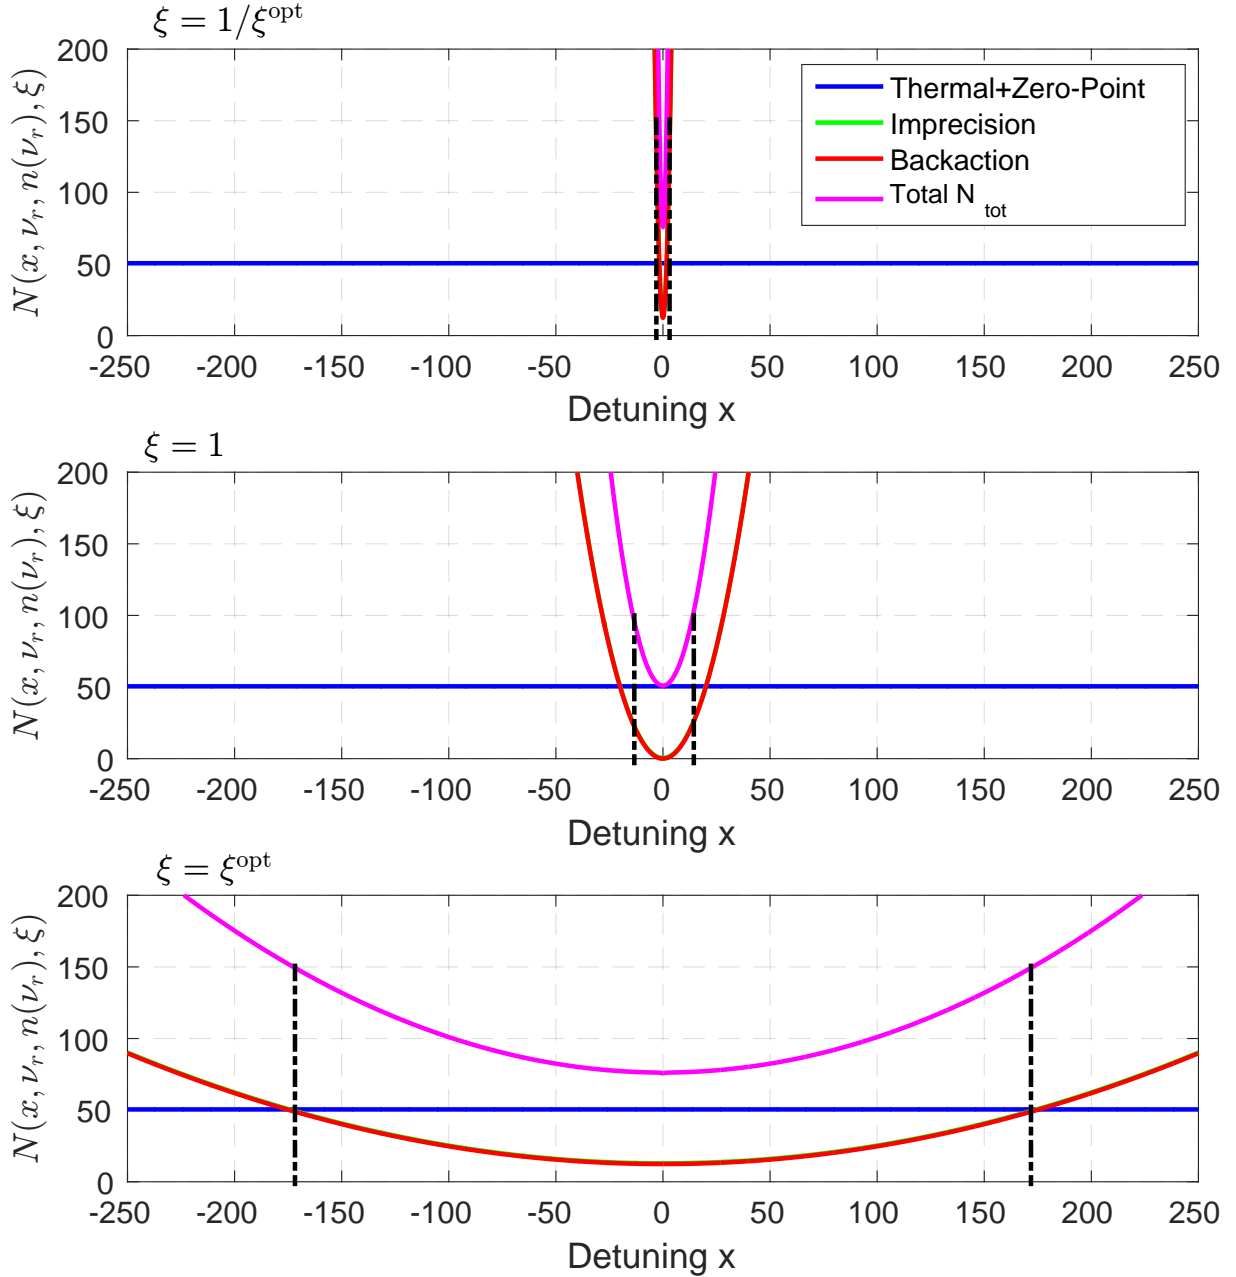 ξ = 1/ξ^opt
200
150
100
50
0
N(x, ν_r, n(ν_r), ξ)
Thermal+Zero-Point
Imprecision
Backaction
Total N_tot
-250 -200 -150 -100 -50 0 50 100 150 200 250
Detuning x
ξ = 1
200
150
100
50
0
N(x, ν_r, n(ν_r), ξ)
-250 -200 -150 -100 -50 0 50 100 150 200 250
Detuning x
ξ = ξ^opt
200
150
100
50
0
N(x, ν_r, n(ν_r), ξ)
-250 -200 -150 -100 -50 0 50 100 150 200 250
Detuning x